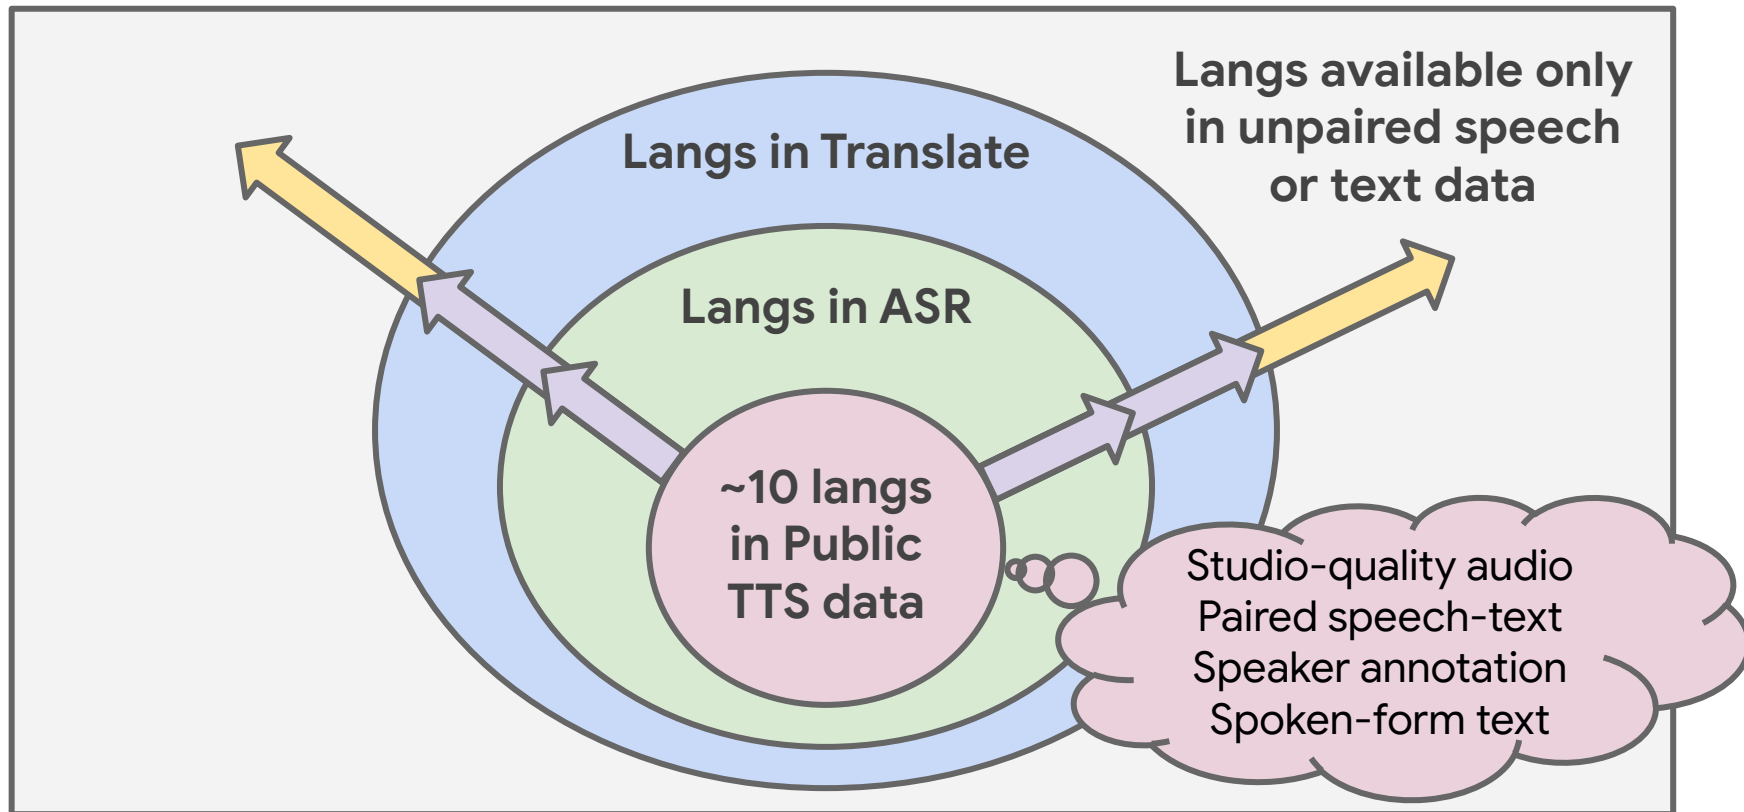 Langs available only
in unpaired speech
or text data
Langs in Translate
Langs in ASR
~10 langs
in Public
TTS data
Studio-quality audio
Paired speech-text
Speaker annotation
Spoken-form text